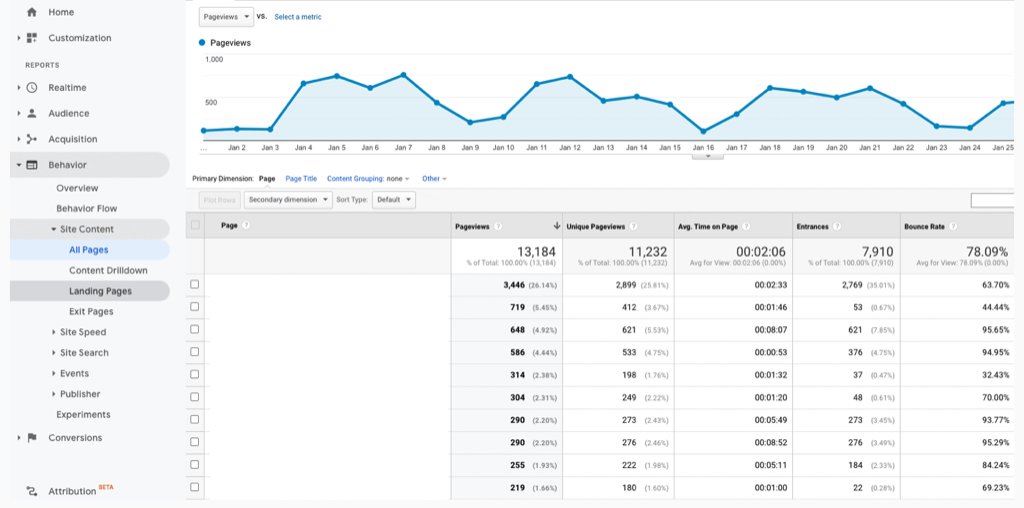 Home
Customization
REPORTS
Realtime
Audience
Acquisition
Behavior
Overview
Behavior Flow
Site Content
All Pages
Content Drilldown
Landing Pages
Exit Pages
Site Speed
Site Search
Events
Publisher
Experiments
Conversions
Attribution BETA
Pageviews VS. Select a metric
Pageviews
1,000
500
... Jan 2 Jan 3 Jan 4 Jan 5 Jan 6 Jan 7 Jan 8 Jan 9 Jan 10 Jan 11 Jan 12 Jan 13 Jan 14 Jan 15 Jan 16 Jan 17 Jan 18 Jan 19 Jan 20 Jan 21 Jan 22 Jan 23 Jan 24 Jan 25
Primary Dimension: Page Page Title Content Grouping: none Other
Plot Rows Secondary dimension Sort Type: Default
Page ? Pageviews ? Unique Pageviews ? Avg. Time on Page ? Entrances ? Bounce Rate ?
13,184 11,232 00:02:06 7,910 78.09%
% of Total: 100.00% (13,184) % of Total: 100.00% (11,232) Avg for View: 00:02:06 (0.00%) % of Total: 100.00% (7,910) Avg for View: 78.09% (0.00%)
3,446 (26.14%) 2,899 (25.81%) 00:02:33 2,769 (35.01%) 63.70%
719 (5.45%) 412 (3.67%) 00:01:46 53 (0.67%) 44.44%
648 (4.92%) 621 (5.53%) 00:08:07 621 (7.85%) 95.65%
586 (4.44%) 533 (4.75%) 00:00:53 376 (4.75%) 94.95%
314 (2.38%) 198 (1.76%) 00:01:32 37 (0.47%) 32.43%
304 (2.31%) 249 (2.22%) 00:01:20 48 (0.61%) 70.00%
290 (2.20%) 273 (2.43%) 00:05:49 273 (3.45%) 93.77%
290 (2.20%) 276 (2.46%) 00:08:52 276 (3.49%) 95.29%
255 (1.93%) 222 (1.98%) 00:05:11 184 (2.33%) 84.24%
219 (1.66%) 180 (1.60%) 00:01:00 22 (0.28%) 69.23%